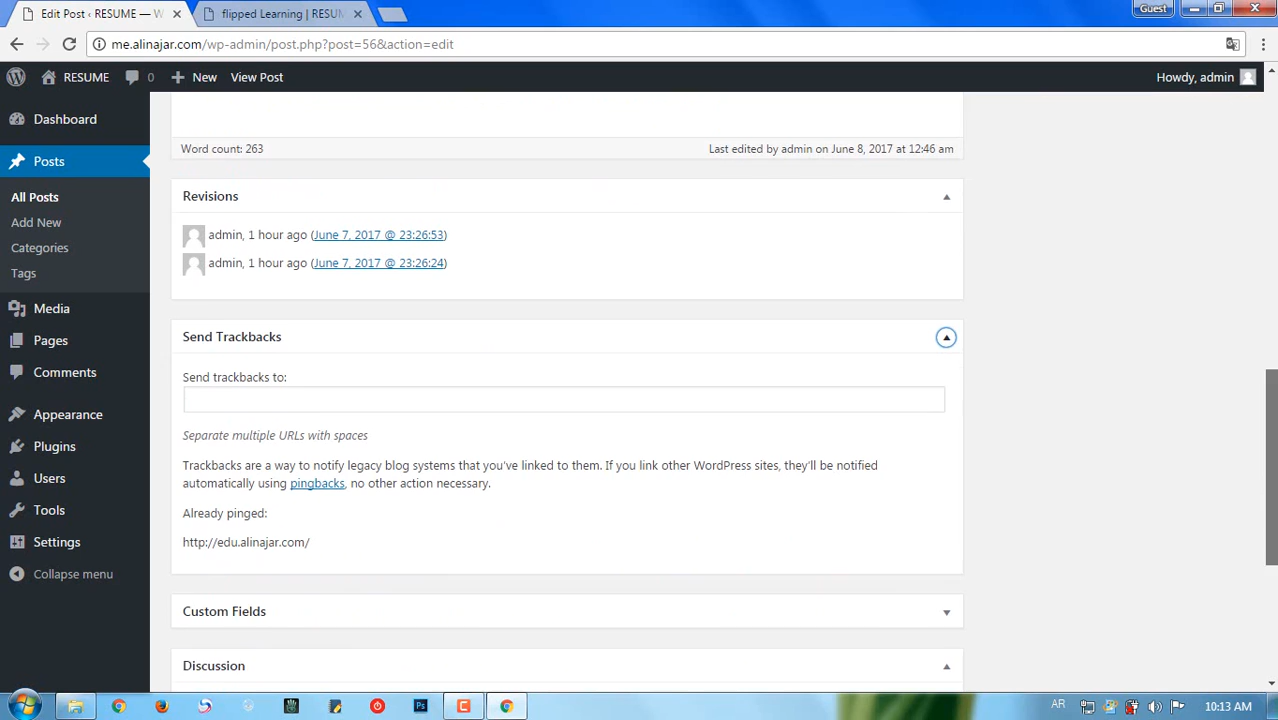 Edit Post ‹ RESUME — W
flipped Learning | RESUM
Guest
me.alinajar.com/wp-admin/post.php?post=56&action=edit
RESUME
0
New
View Post
Howdy, admin
Dashboard
Posts
All Posts
Add New
Categories
Tags
Media
Pages
Comments
Appearance
Plugins
Users
Tools
Settings
Collapse menu
Word count: 263
Last edited by admin on June 8, 2017 at 12:46 am
Revisions
admin, 1 hour ago (June 7, 2017 @ 23:26:53)
admin, 1 hour ago (June 7, 2017 @ 23:26:24)
Send Trackbacks
Send trackbacks to:
Separate multiple URLs with spaces
Trackbacks are a way to notify legacy blog systems that you've linked to them. If you link other WordPress sites, they'll be notified
automatically using pingbacks, no other action necessary.
Already pinged:
http://edu.alinajar.com/
Custom Fields
Discussion
Ps
AR
10:13 AM